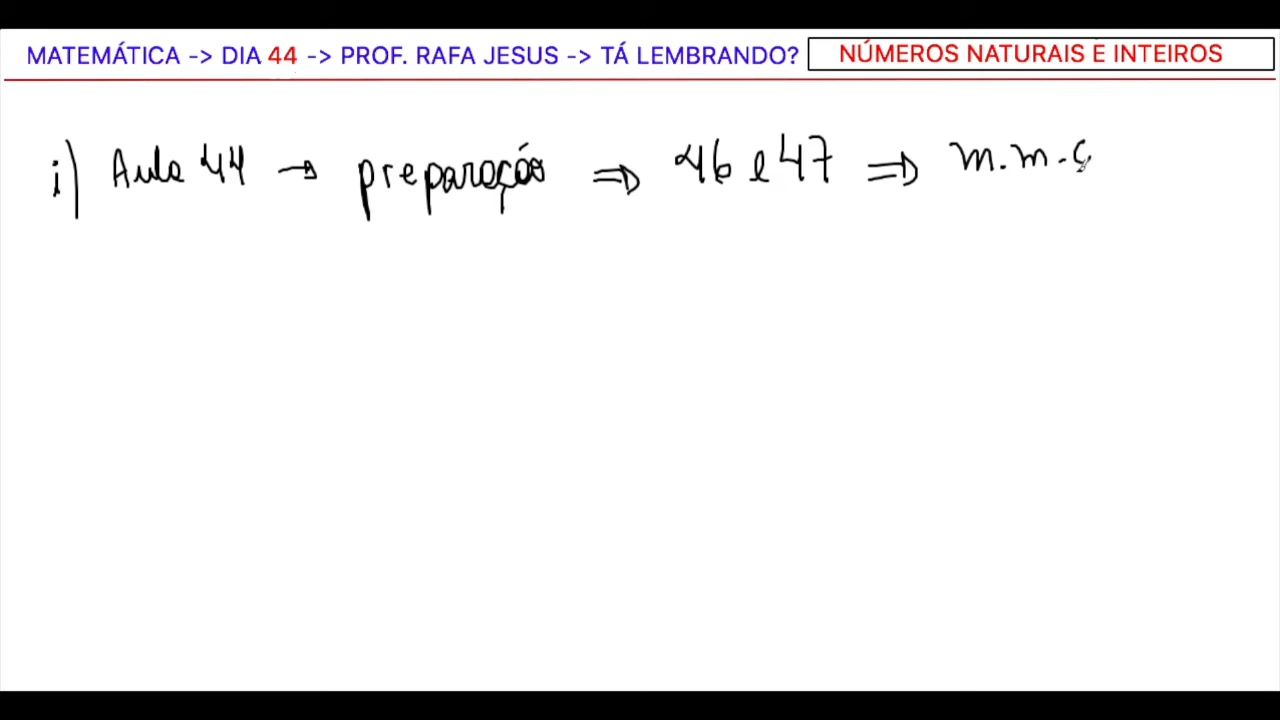 MATEMÁTICA -> DIA 44 -> PROF. RAFA JESUS -> TÁ LEMBRANDO? NÚMEROS NATURAIS E INTEIROS
i) Aula 44 → preparação ⇒ 46 e 47 ⇒ m.m.c